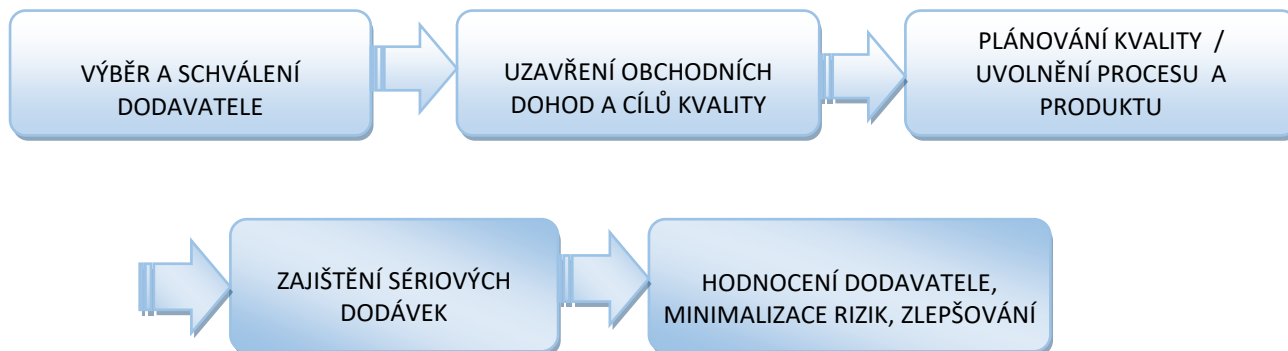 VÝBĚR A SCHVÁLENÍ
DODAVATELE
UZAVŘENÍ OBCHODNÍCH
DOHOD A CÍLŮ KVALITY
PLÁNOVÁNÍ KVALITY /
UVOLNĚNÍ PROCESU A
PRODUKTU
ZAJIŠTĚNÍ SÉRIOVÝCH
DODÁVEK
HODNOCENÍ DODAVATELE,
MINIMALIZACE RIZIK, ZLEPŠOVÁNÍ